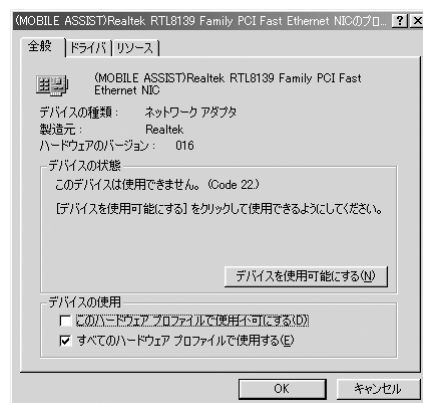 (MOBILE ASSIST)Realtek RTL8139 Family PCI Fast Ethernet NICのプロ... ? ×
全般 ドライバ リソース
(MOBILE ASSIST)Realtek RTL8139 Family PCI Fast
Ethernet NIC
デバイスの種類: ネットワーク アダプタ
製造元: Realtek
ハードウェアのバージョン: 016
デバイスの状態
このデバイスは使用できません。 (Code 22.)
[デバイスを使用可能にする] をクリックして使用できるようにしてください。
デバイスを使用可能にする(N)
デバイスの使用
このハードウェア プロファイルで使用不可にする(D)
すべてのハードウェア プロファイルで使用する(E)
OK キャンセル